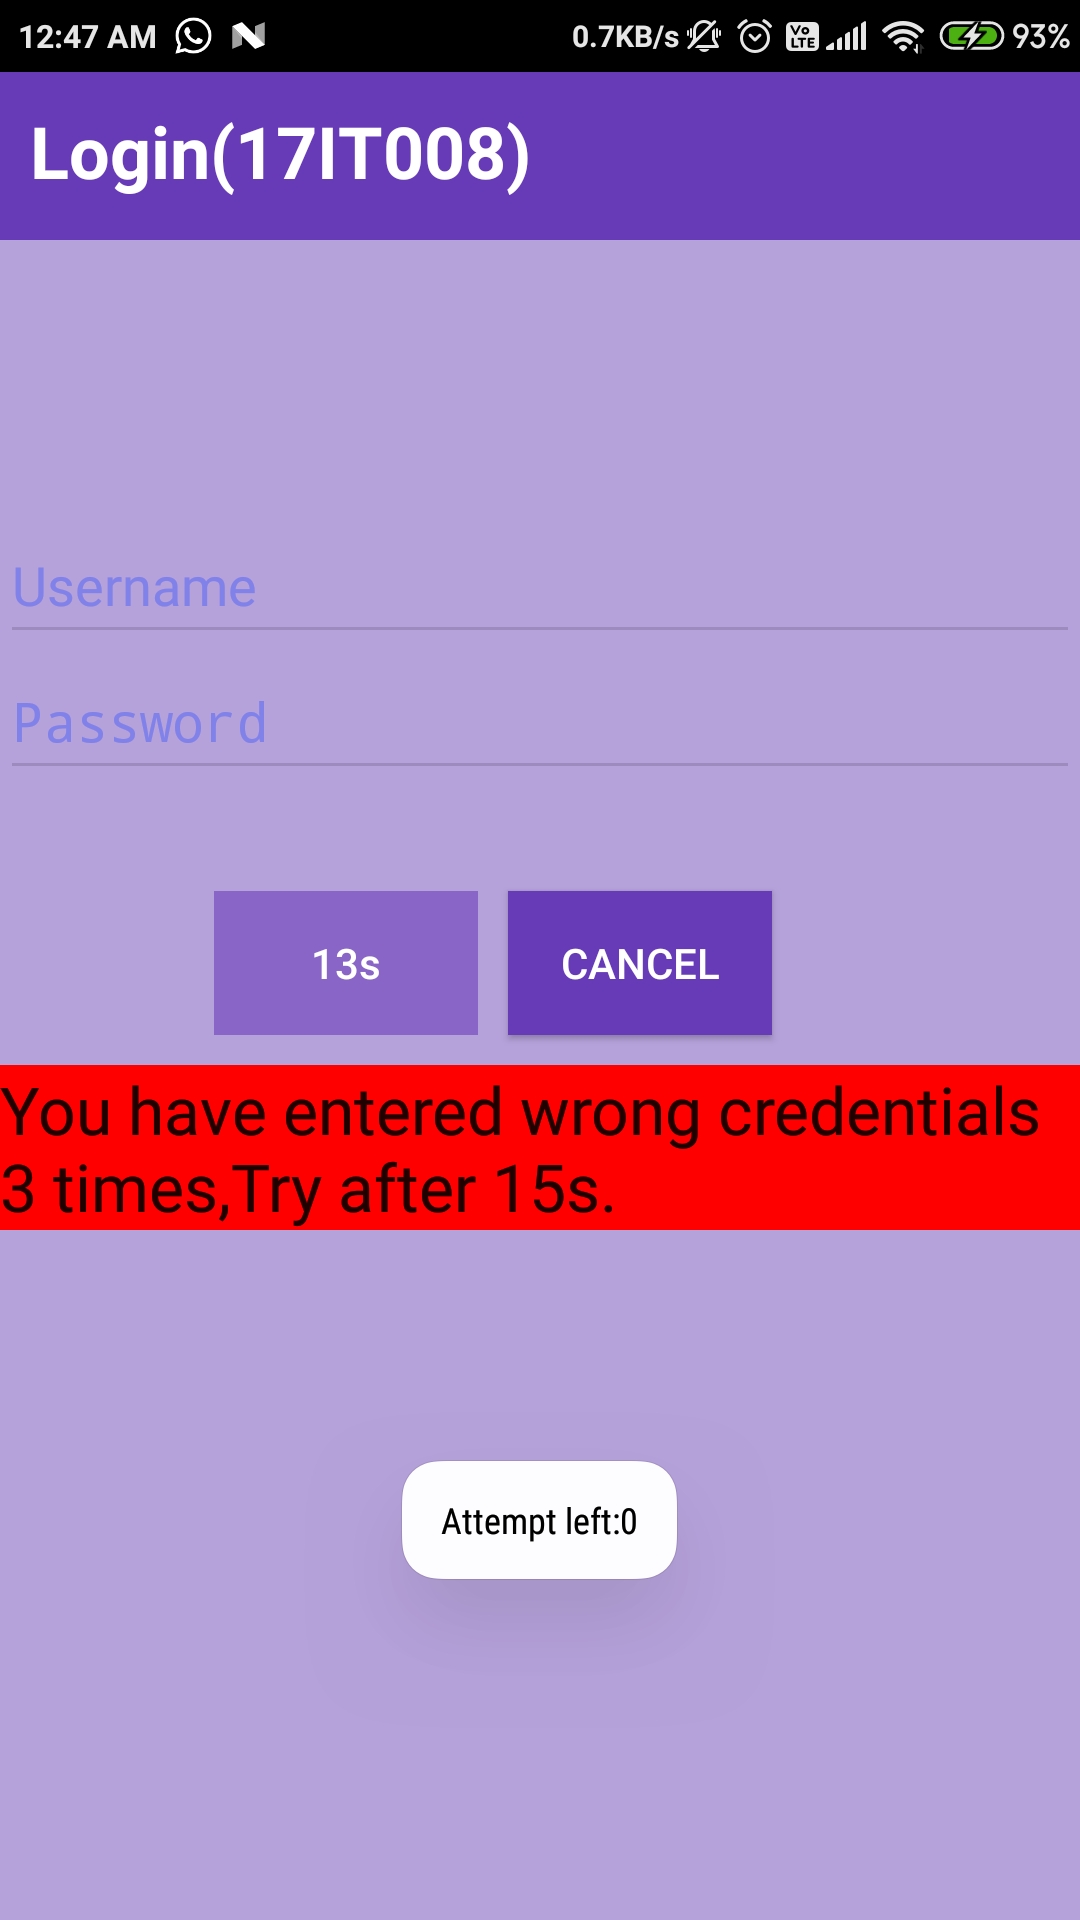 12:47 AM 0.7KB/s Vo LTE 93%
Login(17IT008)
Username
Password
13s CANCEL
You have entered wrong credentials
3 times,Try after 15s.
Attempt left:0